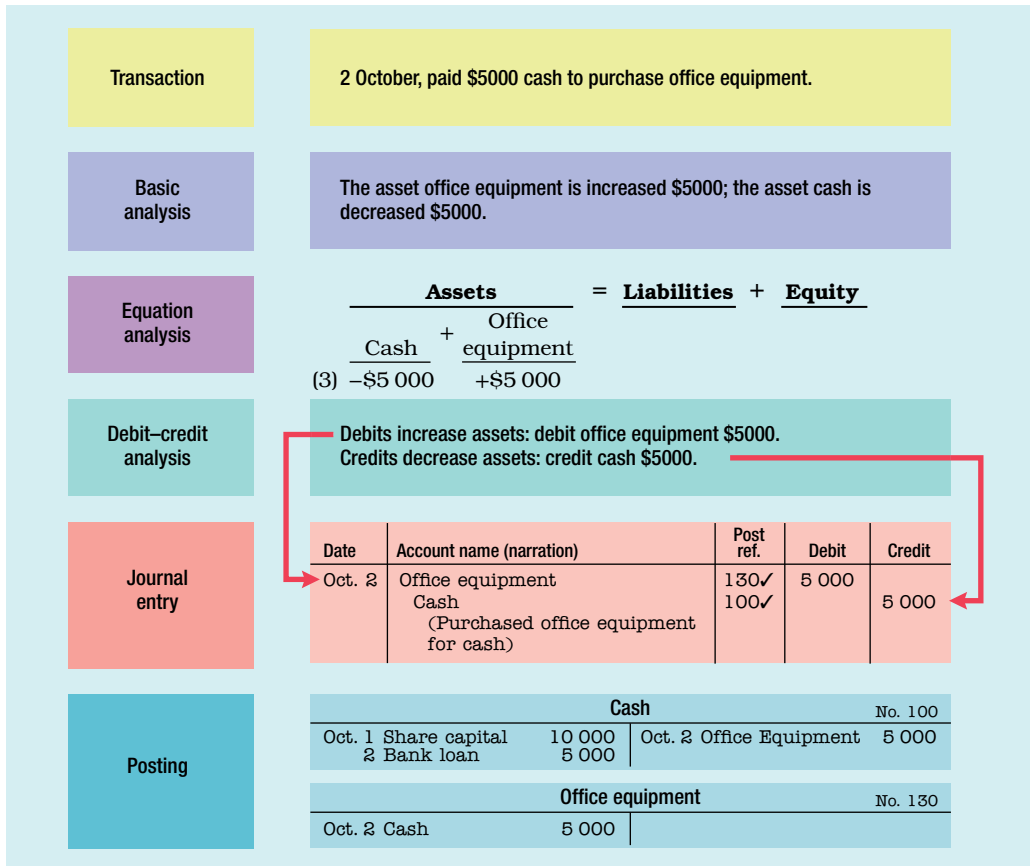 Transaction
2 October, paid $5000 cash to purchase office equipment.
Basic
analysis
The asset office equipment is increased $5000; the asset cash is
decreased $5000.
Equation
analysis
Assets = Liabilities + Equity
Cash + Office
equipment
(3) –$5 000 +$5 000
Debit–credit
analysis
Debits increase assets: debit office equipment $5000.
Credits decrease assets: credit cash $5000.
Journal
entry
Date Account name (narration) Post
ref. Debit Credit
Oct. 2 Office equipment 130✓ 5 000
Cash 100✓ 5 000
(Purchased office equipment
for cash)
Posting
Cash No. 100
Oct. 1 Share capital 10 000 Oct. 2 Office Equipment 5 000
2 Bank loan 5 000
Office equipment No. 130
Oct. 2 Cash 5 000